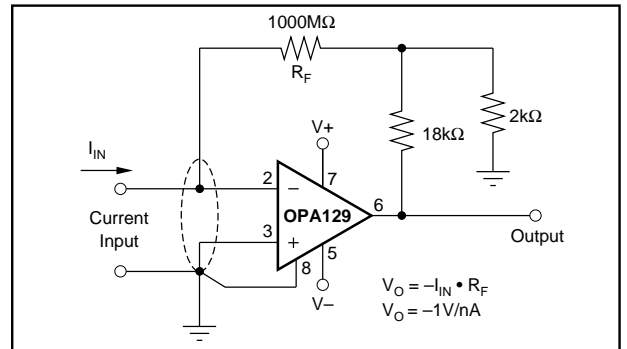 1000MΩ
R_F
2kΩ
18kΩ
V+
I_IN
7
2
−
OPA129
6
3
+
5
8
Current
Input
Output
V−
V_O = –I_IN • R_F
V_O = –1V/nA